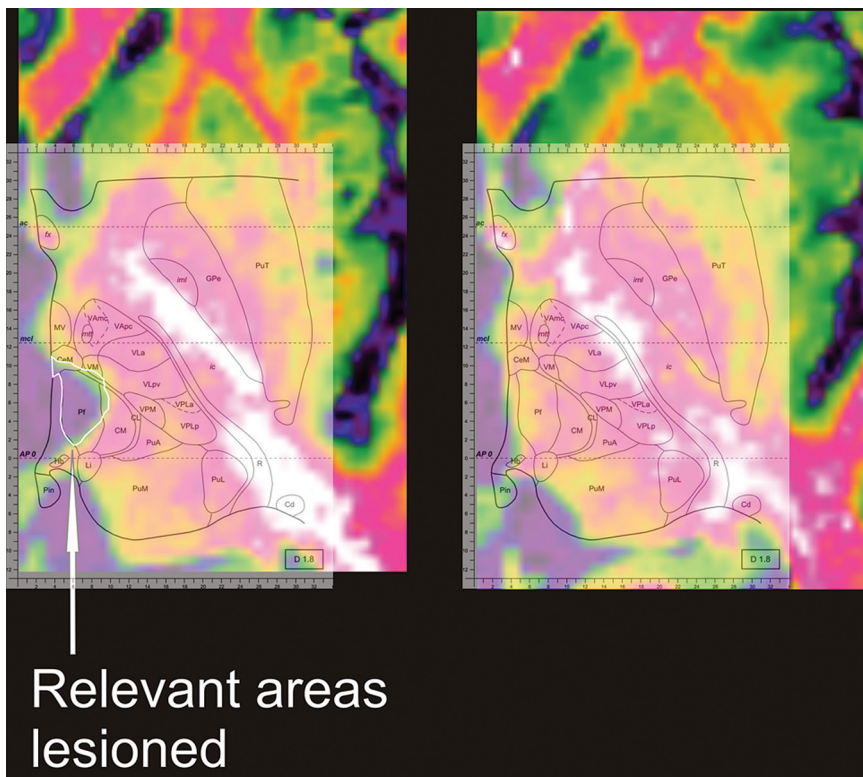 ac
fx
iml
GPe
PuT
MV
VAmc
mtt
VApc
mcl
CeM
VM
VLa
ic
VLpv
Pf
VPLa
VPM
CL
VPLp
CM
PuA
AP 0
Hb
Li
R
PuL
Pin
PuM
Cd
D 1.8
ac
fx
iml
GPe
PuT
MV
VAmc
mtt
VApc
mcl
CeM
VM
VLa
ic
VLpv
Pf
VPLa
VPM
CL
VPLp
CM
PuA
AP 0
Hb
Li
R
PuL
Pin
PuM
Cd
D 1.8
Relevant areas
lesioned